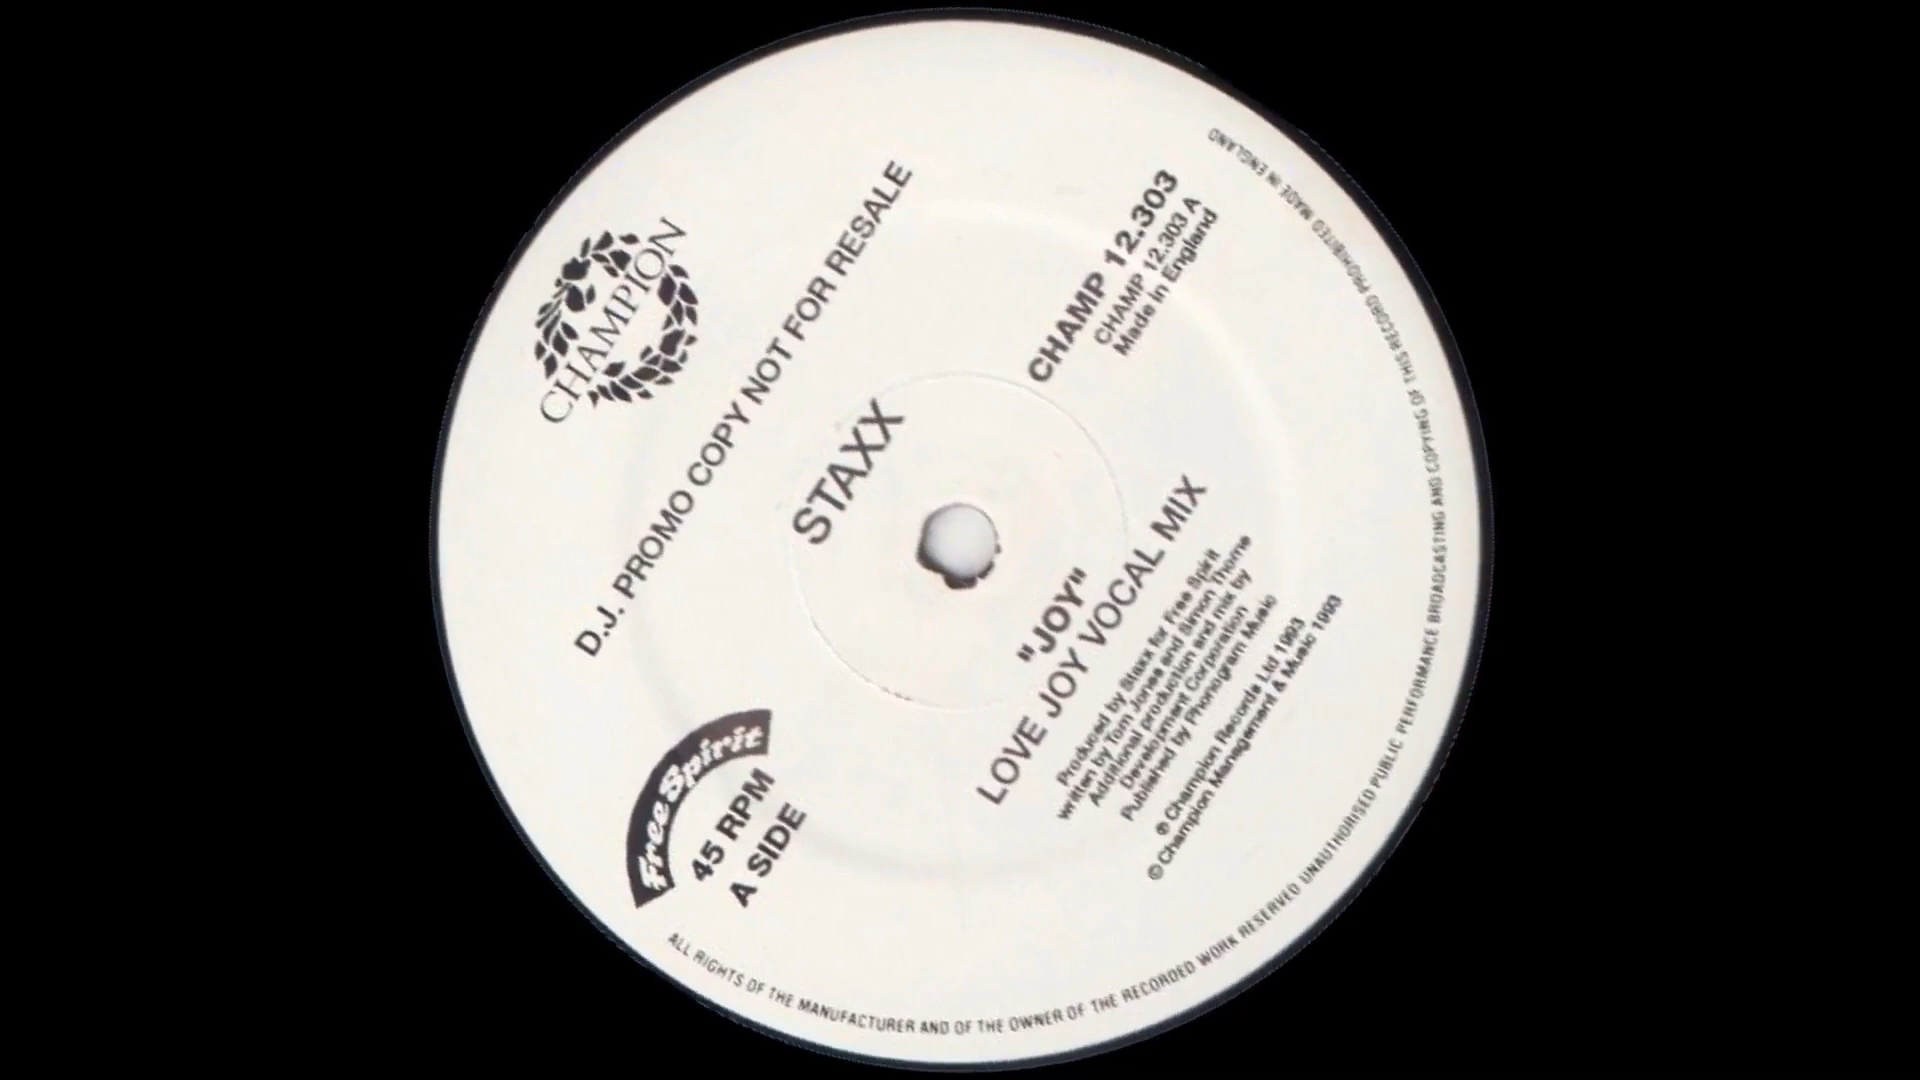 CHAMPION
D.J. PROMO COPY NOT FOR RESALE
STAXX
Free Spirit
45 RPM
A SIDE
CHAMP 12.303
CHAMP 12.303 A
Made in England
"JOY"
LOVE JOY VOCAL MIX
Produced by Staxx for Free Spirit
written by Tom Jones and Simon Thorne
Additional production and mix by
Development Corporation
Published by Phonogram Music
℗ Champion Records Ltd 1993
© Champion Management & Music 1993
ALL RIGHTS OF THE MANUFACTURER AND OF THE OWNER OF THE RECORDED WORK RESERVED UNAUTHORISED PUBLIC PERFORMANCE BROADCASTING AND COPYING OF THIS RECORD PROHIBITED MADE IN ENGLAND